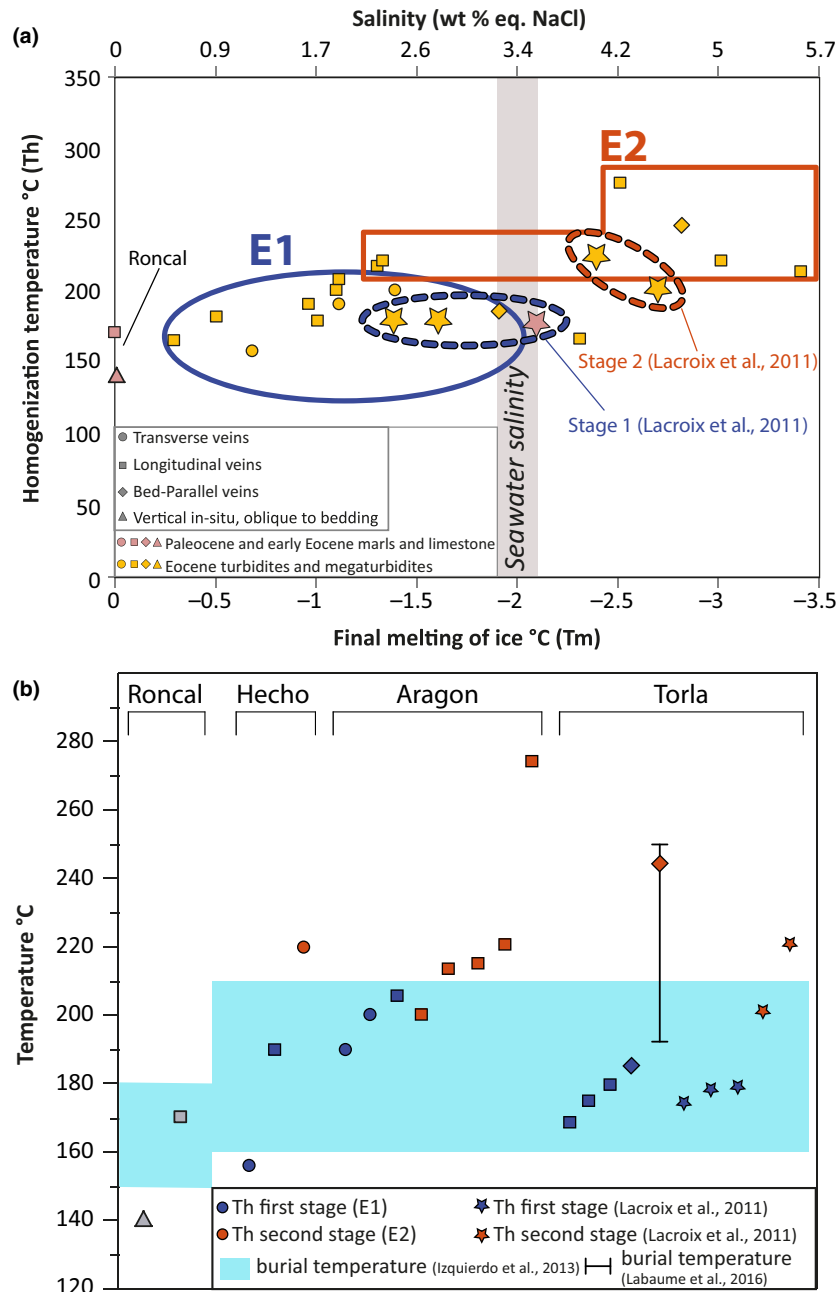 (a)
Salinity (wt % eq. NaCl)
0 0.9 1.7 2.6 3.4 4.2 5 5.7
350
300
250
200
150
100
50
0
Homogenization temperature °C (Th)
E2
E1
Roncal
Stage 2 (Lacroix et al., 2011)
Stage 1 (Lacroix et al., 2011)
Seawater salinity
Transverse veins
Longitudinal veins
Bed-Parallel veins
Vertical in-situ, oblique to bedding
Paleocene and early Eocene marls and limestone
Eocene turbidites and megaturbidites
0 –0.5 –1 –1.5 –2 –2.5 –3 –3.5
Final melting of ice °C (Tm)
(b)
Roncal Hecho Aragon Torla
280
260
240
220
200
180
160
140
120
Temperature °C
Th first stage (E1) Th first stage (Lacroix et al., 2011)
Th second stage (E2) Th second stage (Lacroix et al., 2011)
burial temperature (Izquierdo et al., 2013) burial temperature
(Labaume et al., 2016)